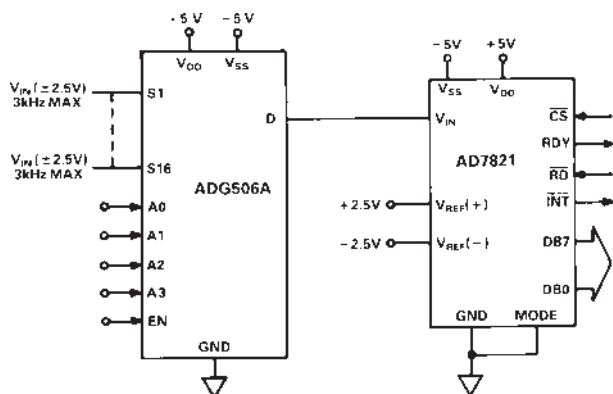 - 5V
- 5V
VDD
VSS
VIN (±2.5V)
3kHz MAX
S1
D
VIN (±2.5V)
3kHz MAX
S16
ADG506A
A0
A1
A2
A3
EN
GND
- 5V
+5V
VSS
VDD
VIN
CS
RDY
AD7821
RD
INT
+2.5V
VREF(+)
-2.5V
VREF(-)
DB7
DB0
GND
MODE